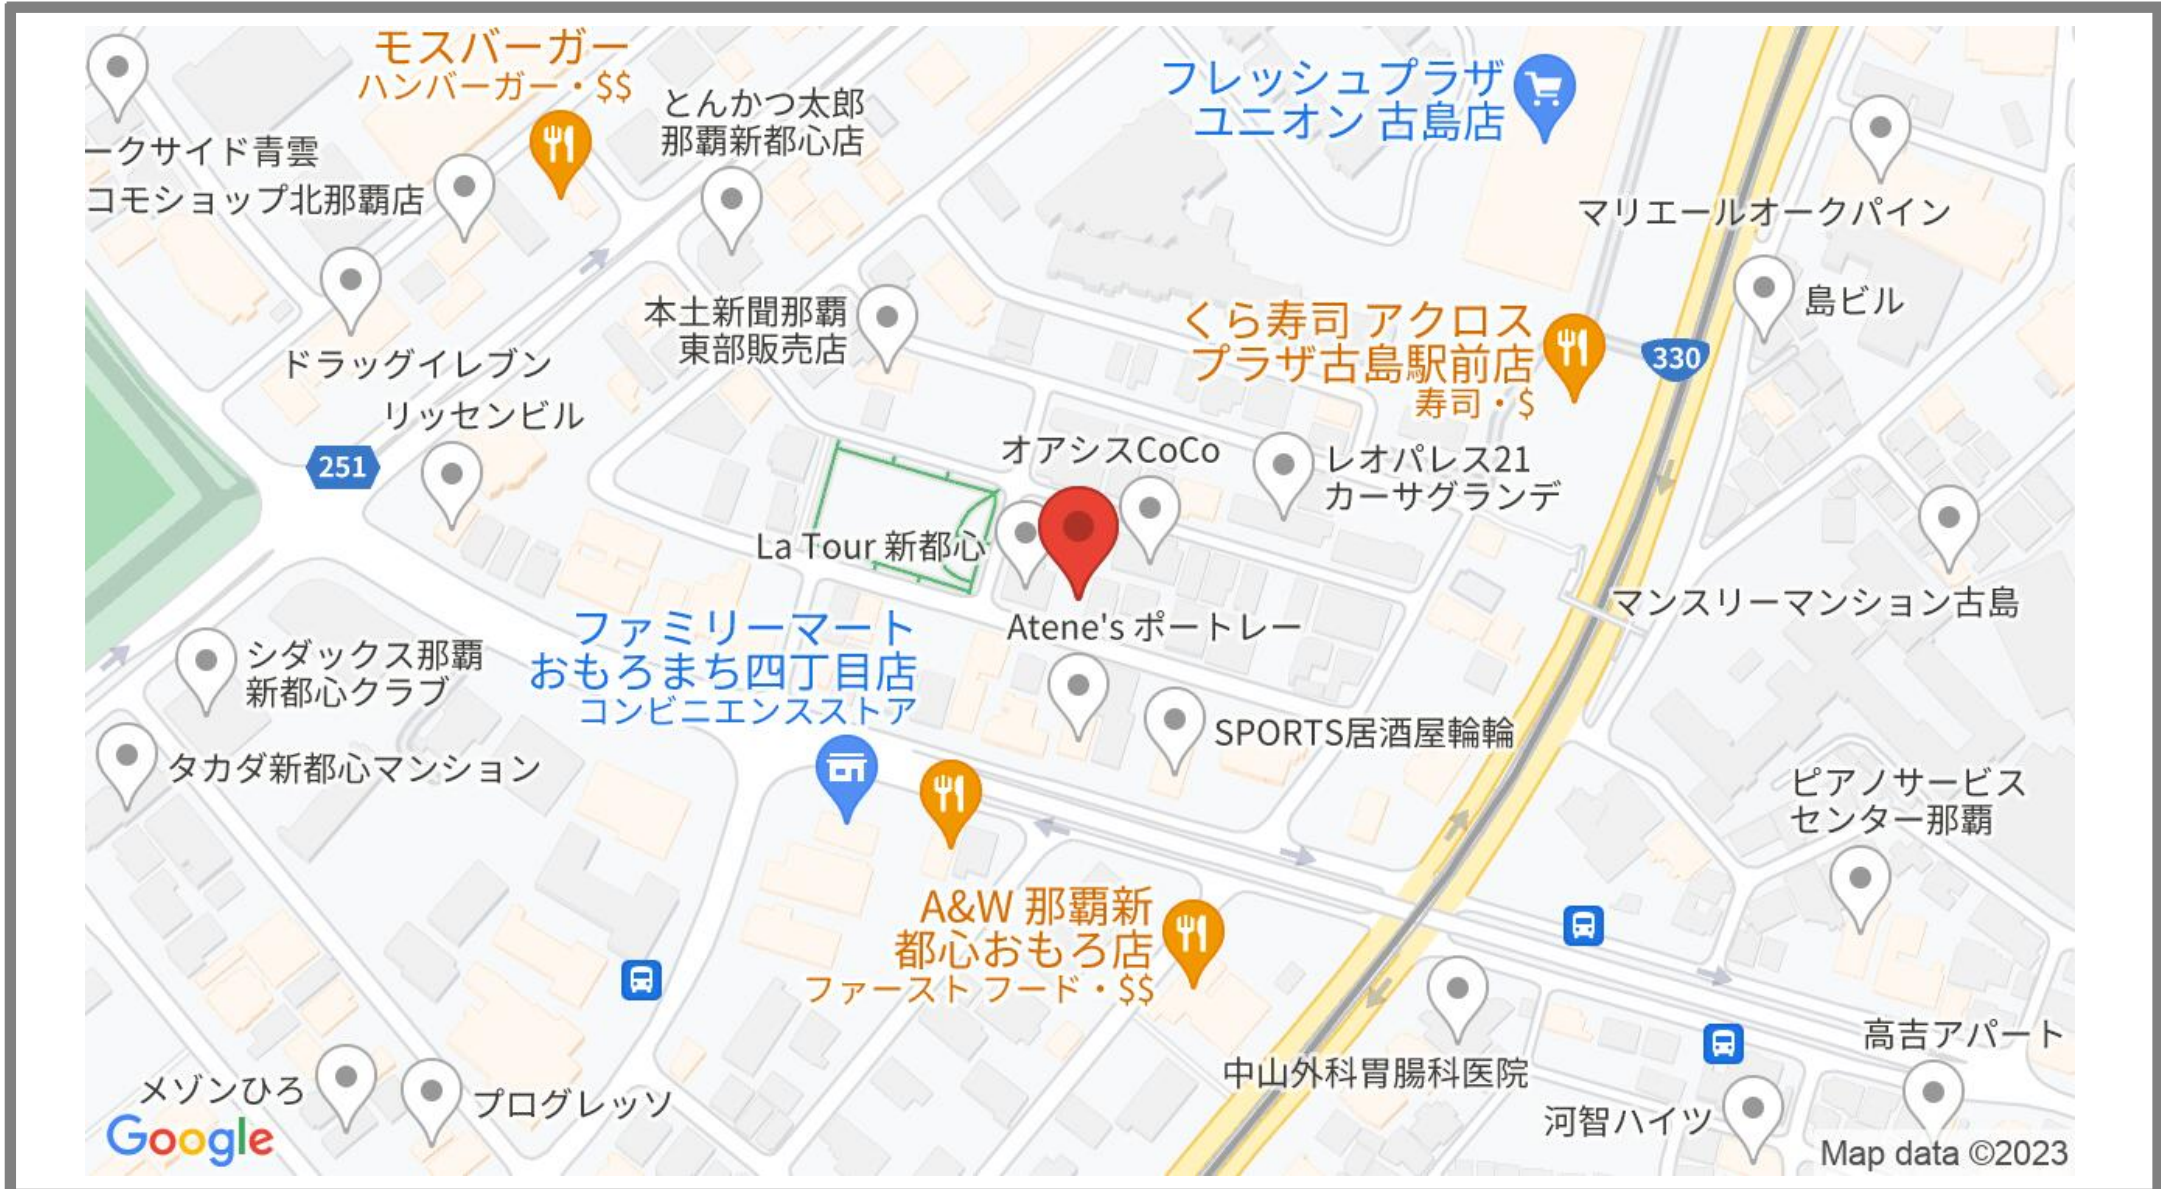 モスバーガー
ハンバーガー・$$
とんかつ太郎
那覇新都心店
フレッシュプラザ
ユニオン 古島店
ークサイド青雲
コモショップ北那覇店
マリエールオークパイン
島ビル
本土新聞那覇
東部販売店
くら寿司 アクロス
プラザ古島駅前店
寿司・$
330
ドラッグイレブン
リッセンビル
251
オアシスCoCo
レオパレス21
カーサグランデ
La Tour 新都心
マンスリーマンション古島
Atene's ポートレー
ファミリーマート
おもろまち四丁目店
コンビニエンスストア
シダックス那覇
新都心クラブ
SPORTS居酒屋輪輪
タカダ新都心マンション
ピアノサービス
センター那覇
A&W 那覇新
都心おもろ店
ファースト フード・$$
中山外科胃腸科医院
高吉アパート
メゾンひろ
プログレッソ
河智ハイツ
Google
Map data ©2023